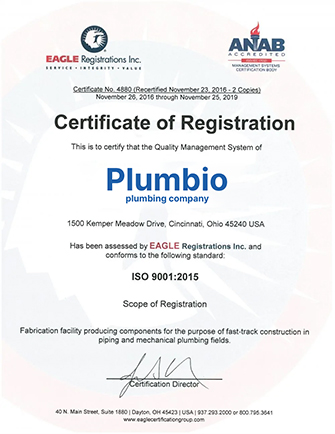 EAGLE Registrations Inc.
SERVICE • INTEGRITY • VALUE
ANAB
ACCREDITED
MANAGEMENT SYSTEMS
CERTIFICATION BODY
Certificate No. 4880 (Recertified November 23, 2016 - 2 Copies)
November 26, 2016 through November 25, 2019
Certificate of Registration
This is to certify that the Quality Management System of
Plumbio
plumbing company
1500 Kemper Meadow Drive, Cincinnati, Ohio 45240 USA
Has been assessed by EAGLE Registrations Inc. and
conforms to the following standard:
ISO 9001:2015
Scope of Registration
Fabrication facility producing components for the purpose of fast-track construction in
piping and mechanical plumbing fields.
Certification Director
40 N. Main Street, Suite 1880 | Dayton, OH 45423 | USA | 937.293.2000 or 800.795.3641
www.eaglecertificationgroup.com